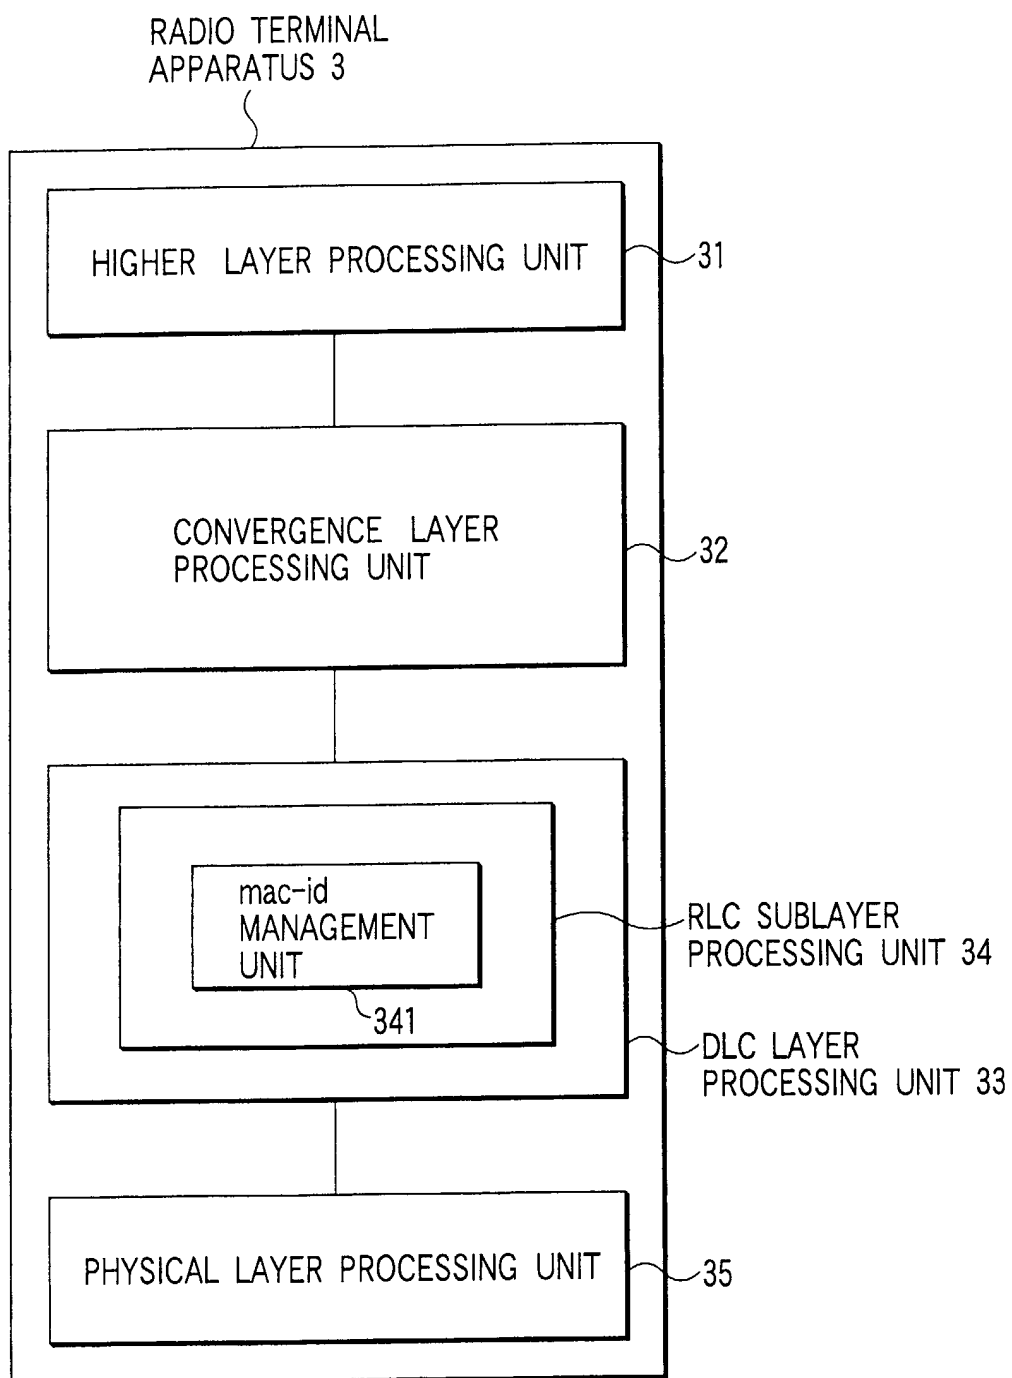 RADIO TERMINAL
APPARATUS 3
HIGHER LAYER PROCESSING UNIT
31
CONVERGENCE LAYER
PROCESSING UNIT
32
mac-id
MANAGEMENT
UNIT
341
RLC SUBLAYER
PROCESSING UNIT 34
DLC LAYER
PROCESSING UNIT 33
PHYSICAL LAYER PROCESSING UNIT
35